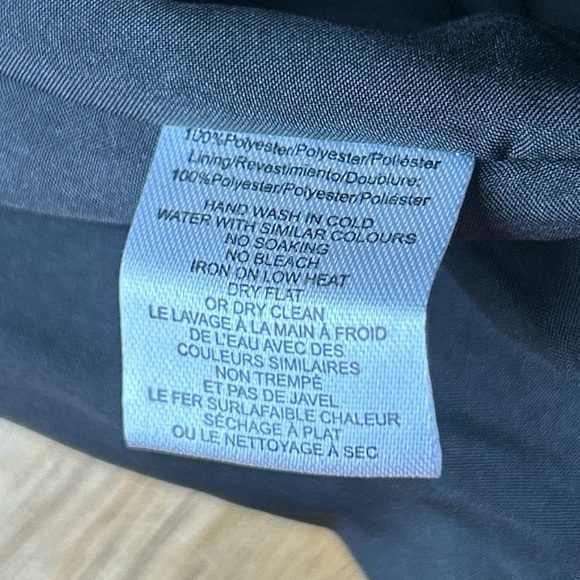 100%Polyester/Polyester/Poliéster
Lining/Revestimiento/Doublure:
100%Polyester/Polyester/Poliester
HAND WASH IN COLD
WATER WITH SIMILAR COLOURS
NO SOAKING
NO BLEACH
IRON ON LOW HEAT
DRY FLAT
OR DRY CLEAN
LE LAVAGE À LA MAIN À FROID
DE L'EAU AVEC DES
COULEURS SIMILAIRES
NON TREMPÉ
ET PAS DE JAVEL
LE FER SURLAFAIBLE CHALEUR
SÉCHAGE À PLAT
OU LE NETTOYAGE À SEC